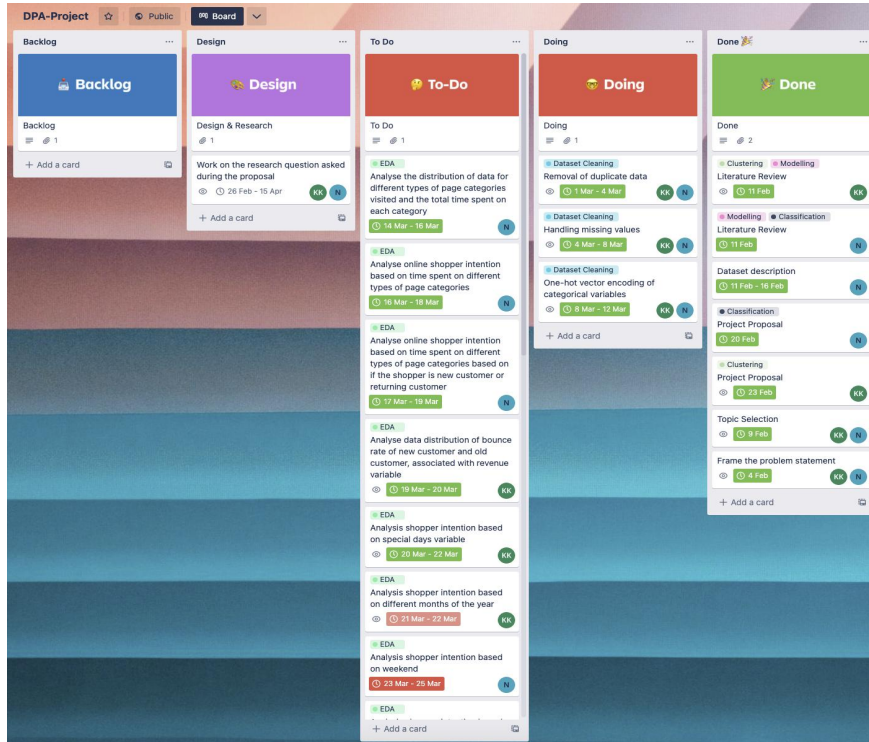 DPA-Project
Public
Board
Backlog
Backlog
Backlog
1
+ Add a card
Design
Design
Design & Research
1
Work on the research question asked
during the proposal
26 Feb - 15 Apr
KK
N
+ Add a card
To Do
To-Do
To Do
1
EDA
Analyse the distribution of data for
different types of page categories
visited and the total time spent on
each category
14 Mar - 16 Mar
N
EDA
Analyse online shopper intention
based on time spent on different
types of page categories
16 Mar - 18 Mar
N
EDA
Analyse online shopper intention
based on time spent on different
types of page categories based on
if the shopper is new customer or
returning customer
17 Mar - 19 Mar
N
EDA
Analyse data distribution of bounce
rate of new customer and old
customer, associated with revenue
variable
19 Mar - 20 Mar
KK
EDA
Analysis shopper intention based
on special days variable
20 Mar - 22 Mar
KK
EDA
Analysis shopper intention based
on different months of the year
21 Mar - 22 Mar
KK
EDA
Analysis shopper intention based
on weekend
23 Mar - 25 Mar
N
EDA
+ Add a card
Doing
Doing
Doing
1
Dataset Cleaning
Removal of duplicate data
1 Mar - 4 Mar
KK
N
Dataset Cleaning
Handling missing values
4 Mar - 8 Mar
KK
N
Dataset Cleaning
One-hot vector encoding of
categorical variables
8 Mar - 12 Mar
KK
N
+ Add a card
Done
Done
Done
2
Clustering Modelling
Literature Review
11 Feb
KK
Modelling Classification
Literature Review
11 Feb
N
Dataset description
11 Feb - 16 Feb
N
Classification
Project Proposal
20 Feb
N
Clustering
Project Proposal
23 Feb
KK
Topic Selection
9 Feb
KK
N
Frame the problem statement
4 Feb
KK
N
+ Add a card